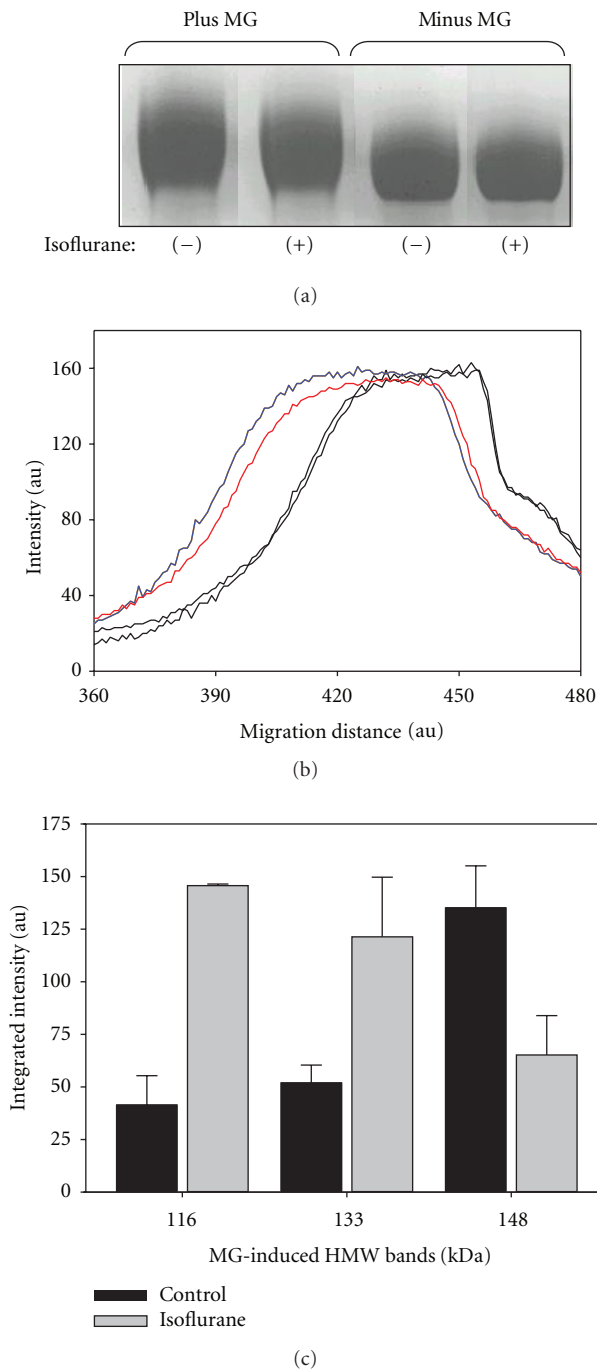 Plus MG Minus MG
Isoflurane: (−) (+) (−) (+)
(a)
160
120
80
40
0
Intensity (au)
360 390 420 450 480
Migration distance (au)
(b)
175
150
125
100
75
50
25
0
Integrated intensity (au)
116 133 148
MG-induced HMW bands (kDa)
Control
Isoflurane
(c)